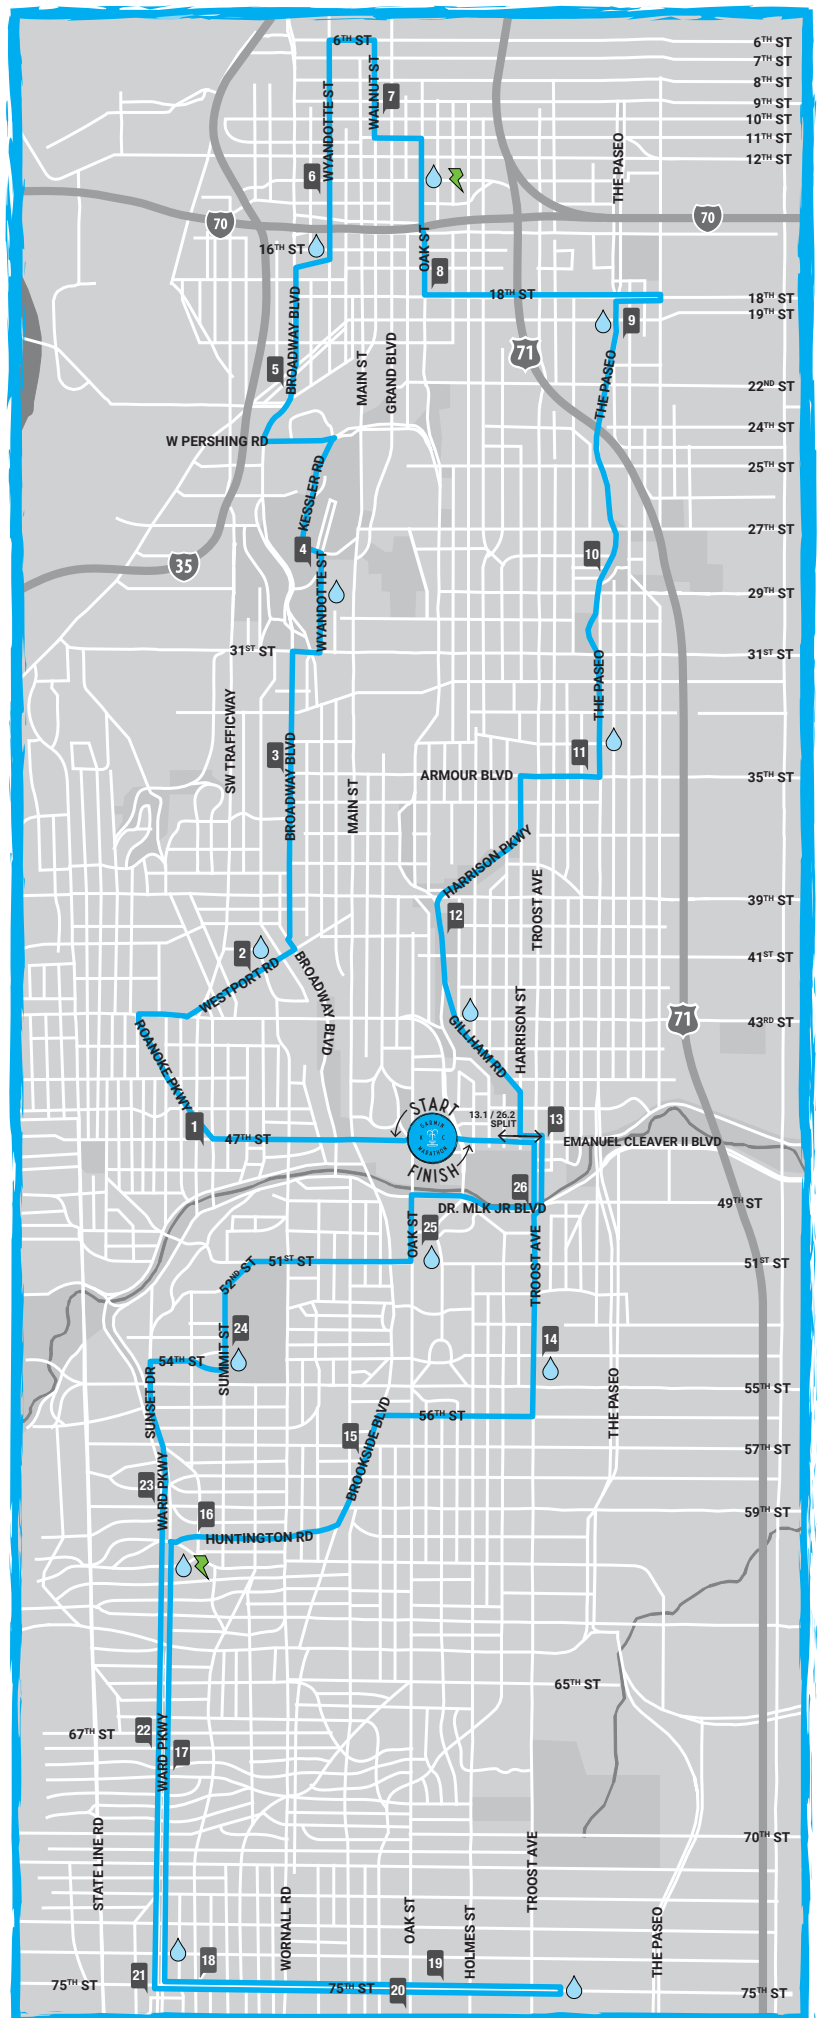 6TH ST
6TH ST
7TH ST
8TH ST
9TH ST
10TH ST
11TH ST
12TH ST
WYANDOTTE ST
WALNUT ST
7
6
THE PASEO
70
70
16TH ST
OAK ST
8
18TH ST
18TH ST
19TH ST
9
BROADWAY BLVD
5
MAIN ST
GRAND BLVD
71
THE PASEO
22ND ST
24TH ST
W PERSHING RD
25TH ST
KESSLER RD
27TH ST
4
10
35
WYANDOTTE ST
29TH ST
31ST ST
31ST ST
THE PASEO
SW TRAFFICWAY
3
BROADWAY BLVD
11
ARMOUR BLVD
35TH ST
MAIN ST
HARRISON PKWY
TROOST AVE
39TH ST
12
2
WESTPORT RD
BROADWAY BLVD
41ST ST
HARRISON ST
GILLHAM RD
43RD ST
71
ROANOKE PKWY
1
47TH ST
START
GARMIN
K C
MARATHON
FINISH
13.1 / 26.2
SPLIT
13
EMANUEL CLEAVER II BLVD
26
DR. MLK JR BLVD
49TH ST
OAK ST
25
TROOST AVE
52ND ST
51ST ST
51ST ST
24
SUMMIT ST
14
54TH ST
SUNSET DR
55TH ST
THE PASEO
56TH ST
15
BROOKSIDE BLVD
57TH ST
23
WARD PKWY
16
59TH ST
HUNTINGTON RD
65TH ST
67TH ST
22
WARD PKWY
17
70TH ST
STATE LINE RD
TROOST AVE
WORNALL RD
OAK ST
HOLMES ST
THE PASEO
18
19
21
75TH ST
75TH ST
20
75TH ST